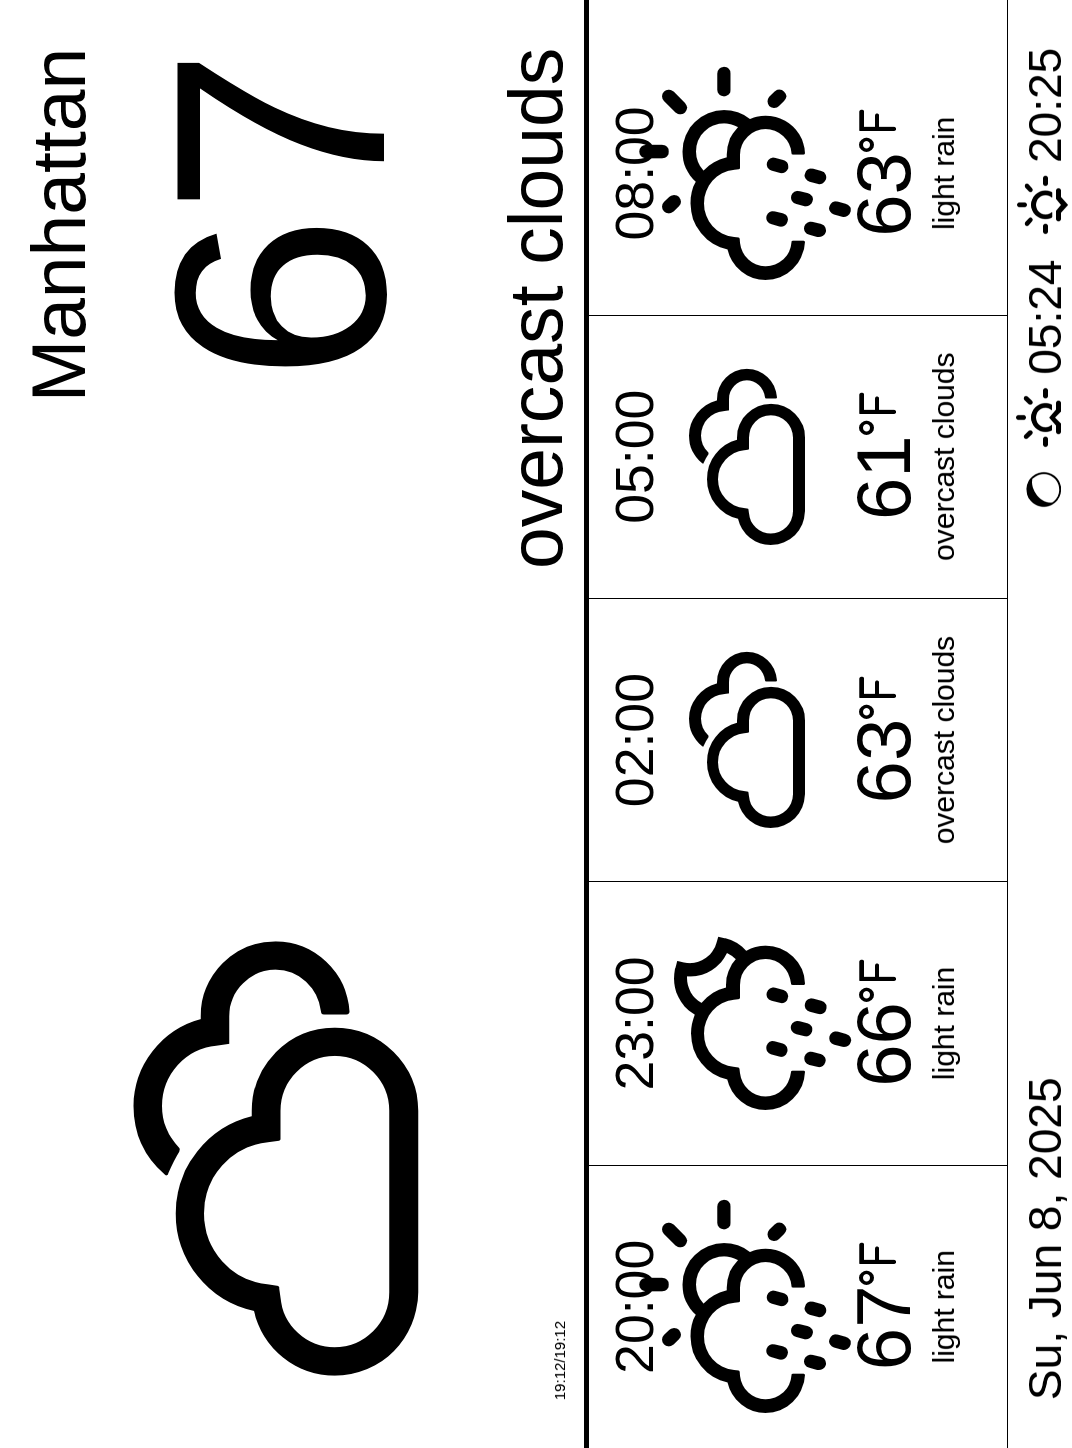 Manhattan
67
overcast clouds
19:12/19:12
20:00
67°F
light rain
23:00
66°F
light rain
02:00
63°F
overcast clouds
05:00
61°F
overcast clouds
08:00
63°F
light rain
Su, Jun 8, 2025
05:24
20:25